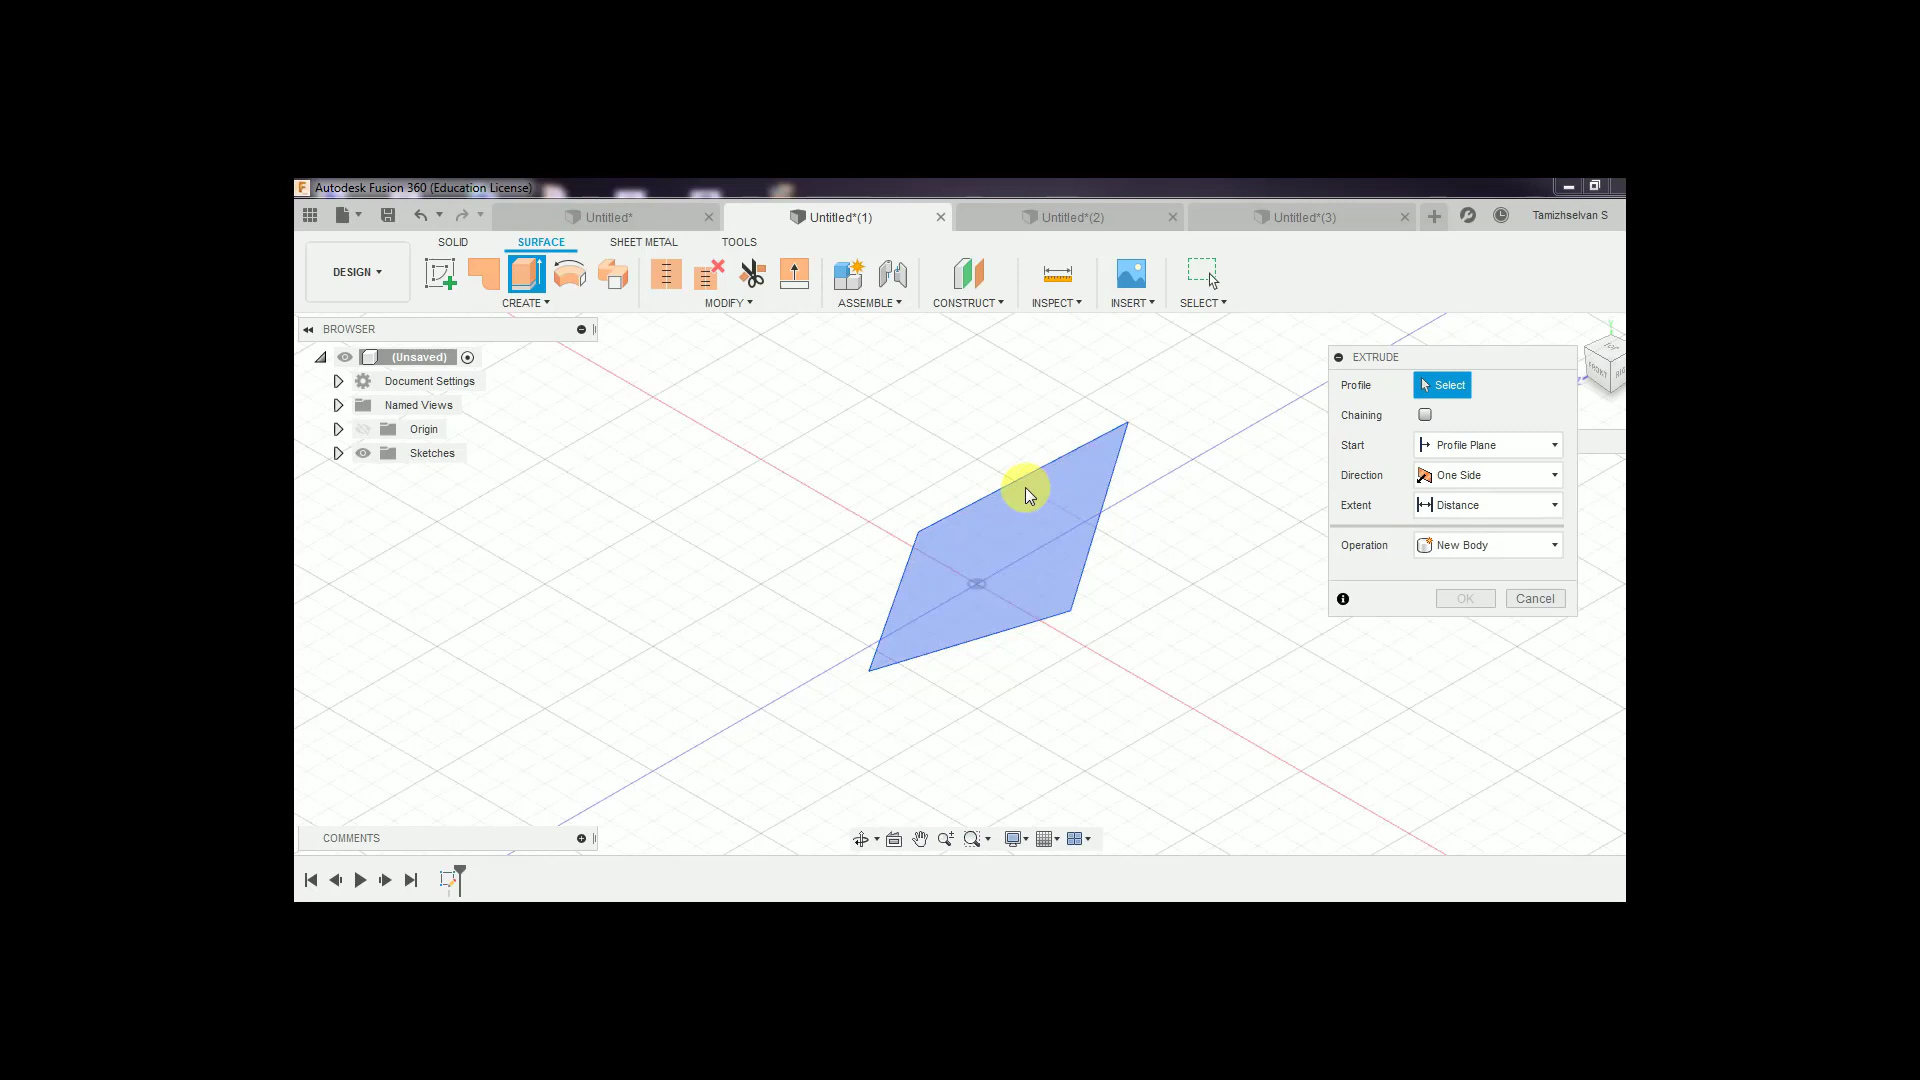 Autodesk Fusion 360 (Education License)
Untitled*
Untitled*(1)
Untitled*(2)
Untitled*(3)
Tamizhselvan S
DESIGN
SOLID
SURFACE
SHEET METAL
TOOLS
CREATE
MODIFY
ASSEMBLE
CONSTRUCT
INSPECT
INSERT
SELECT
BROWSER
(Unsaved)
Document Settings
Named Views
Origin
Sketches
TOP
FRONT
EXTRUDE
Profile
Select
Chaining
Start
Profile Plane
Direction
One Side
Extent
Distance
Operation
New Body
OK
Cancel
COMMENTS